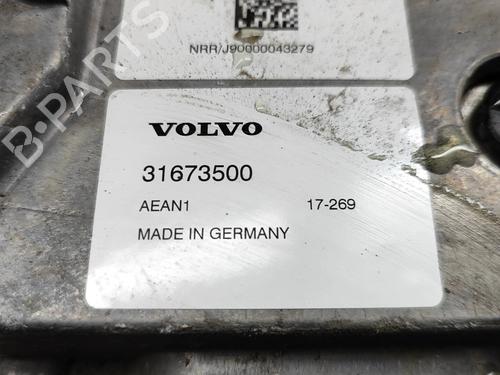 NRR/J90000043279
VOLVO
31673500
AEAN1 17-269
MADE IN GERMANY
B-PARTS